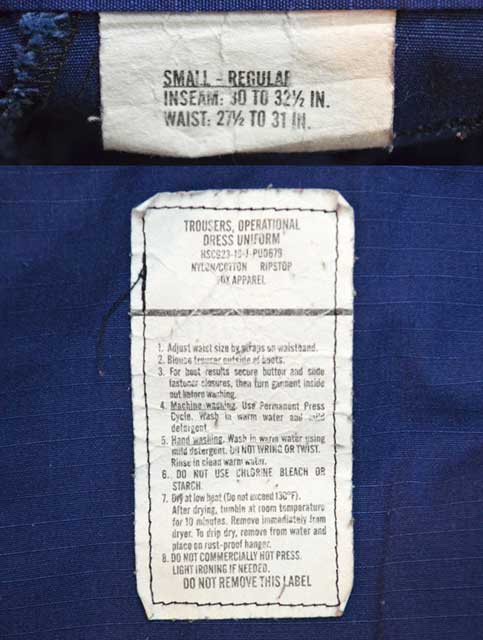 SMALL - REGULAR
INSEAM: 30 TO 32½ IN.
WAIST: 27½ TO 31 IN.
TROUSERS, OPERATIONAL
DRESS UNIFORM
NYLON/COTTON RIPSTOP
FOX APPAREL
1. Adjust waist size by straps on waistband.
2. Blouse trouser outside of boots.
3. For best results secure button and slide
fastener closures, then turn garment inside
out before washing.
4. Machine washing. Use Permanent Press
Cycle. Wash in warm water and mild
detergent.
5. Hand washing. Wash in warm water using
mild detergent. DO NOT WRING OR TWIST.
Rinse in clean warm water.
6. DO NOT USE CHLORINE BLEACH OR
STARCH.
7. Dry at low heat (Do not exceed 130°F).
After drying, tumble at room temperature
for 10 minutes. Remove immediately from
dryer. To drip dry, remove from water and
place on rust-proof hanger.
8. DO NOT COMMERCIALLY HOT PRESS.
LIGHT IRONING IF NEEDED.
DO NOT REMOVE THIS LABEL